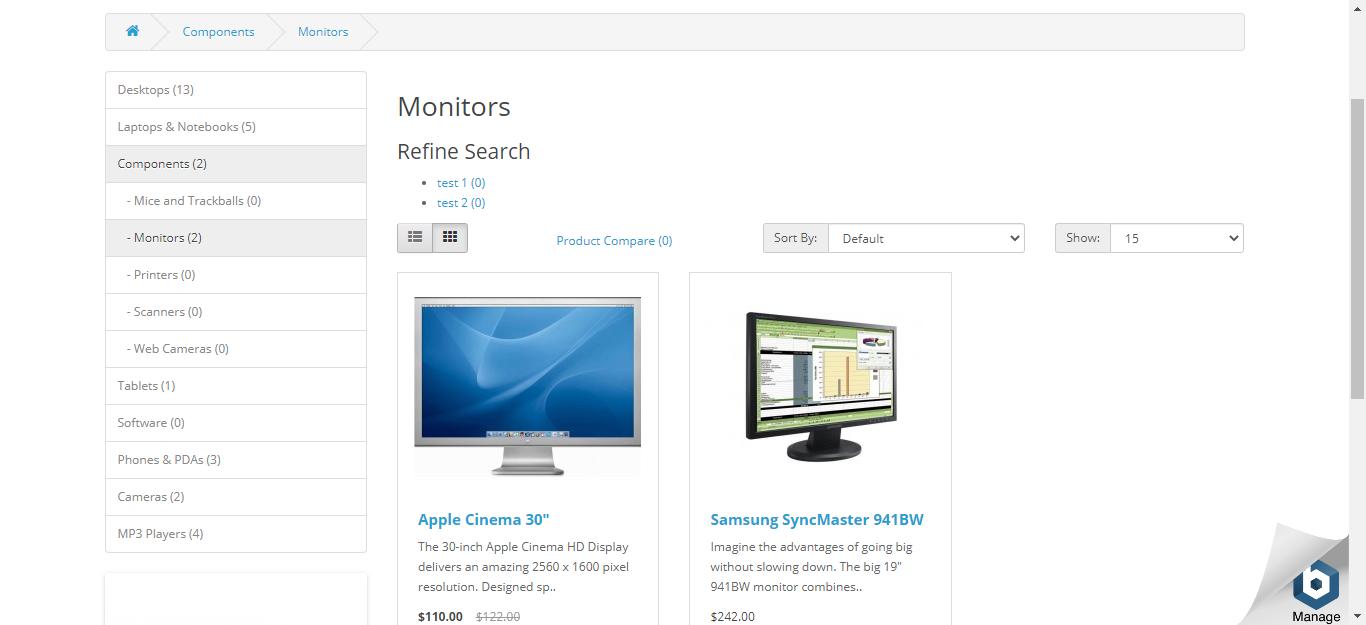 Components
Monitors
Desktops (13)
Laptops & Notebooks (5)
Components (2)
- Mice and Trackballs (0)
- Monitors (2)
- Printers (0)
- Scanners (0)
- Web Cameras (0)
Tablets (1)
Software (0)
Phones & PDAs (3)
Cameras (2)
MP3 Players (4)
Monitors
Refine Search
test 1 (0)
test 2 (0)
Product Compare (0)
Sort By:
Default
Show:
15
Apple Cinema 30"
The 30-inch Apple Cinema HD Display
delivers an amazing 2560 x 1600 pixel
resolution. Designed sp..
$110.00 $122.00
Samsung SyncMaster 941BW
Imagine the advantages of going big
without slowing down. The big 19"
941BW monitor combines..
$242.00
Manage